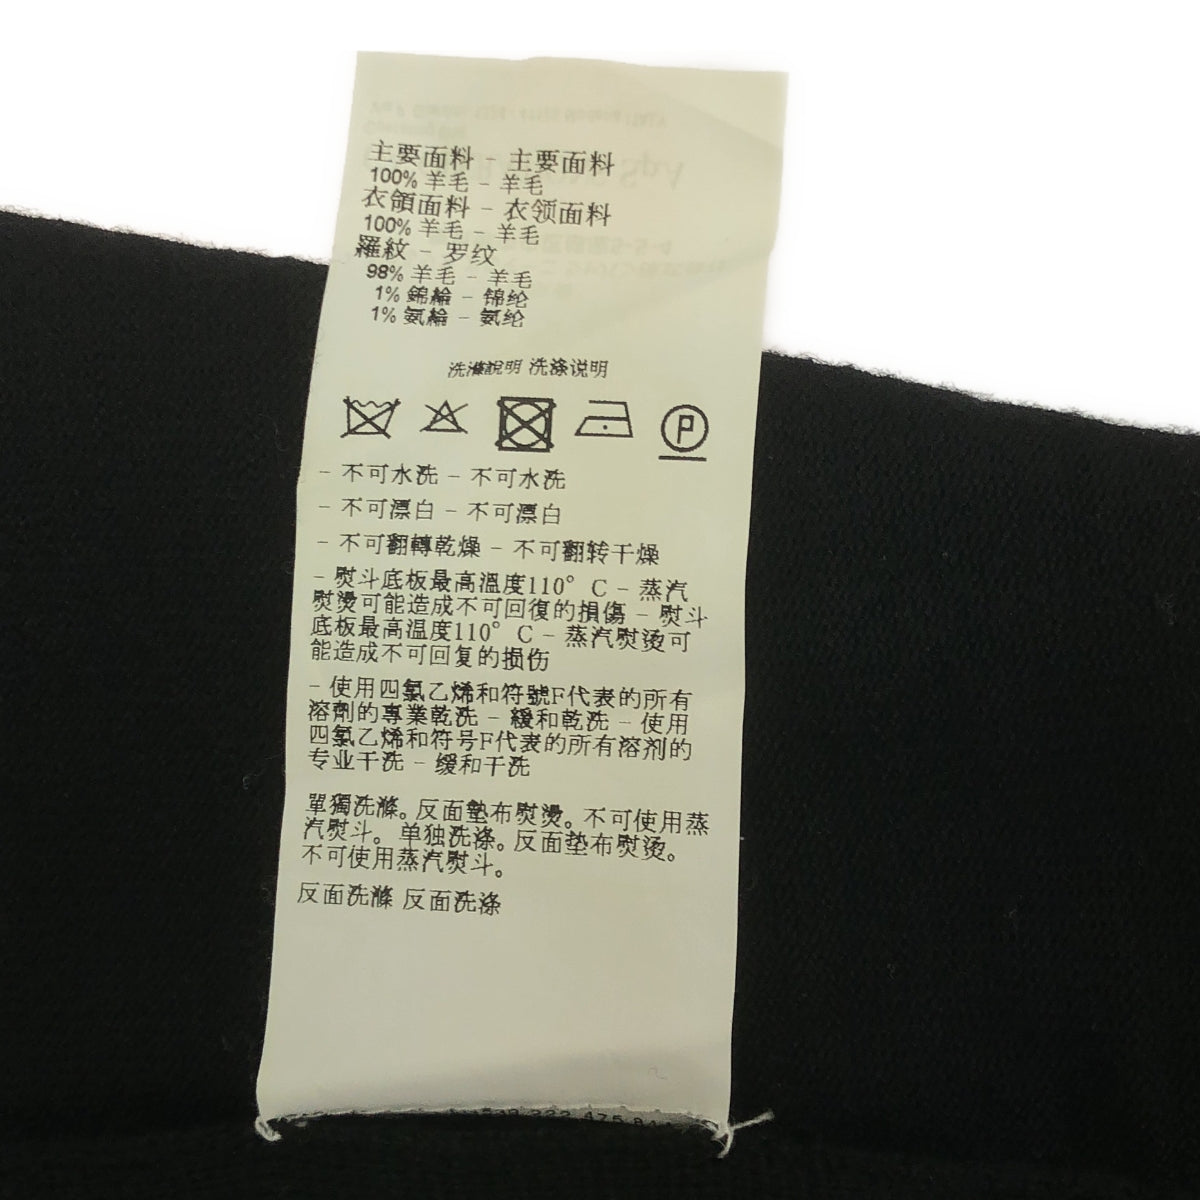 主要面料 - 主要面料
100% 羊毛 - 羊毛
衣領面料 - 衣领面料
100% 羊毛 - 羊毛
羅紋 - 罗纹
98% 羊毛 - 羊毛
1% 錦綸 - 锦纶
1% 氨綸 - 氨纶
洗滌說明 洗涤说明
P
- 不可水洗 - 不可水洗
- 不可漂白 - 不可漂白
- 不可翻轉乾燥 - 不可翻转干燥
- 熨斗底板最高溫度110° C - 蒸汽
熨燙可能造成不可回復的損傷 - 熨斗
底板最高温度110° C - 蒸汽熨烫可
能造成不可回复的损伤
- 使用四氯乙烯和符號F代表的所有
溶劑的專業乾洗 - 緩和乾洗 - 使用
四氯乙烯和符号F代表的所有溶剂的
专业干洗 - 缓和干洗
單獨洗滌。反面墊布熨燙。不可使用蒸
汽熨斗。单独洗涤。反面垫布熨烫。
不可使用蒸汽熨斗。
反面洗滌 反面洗涤